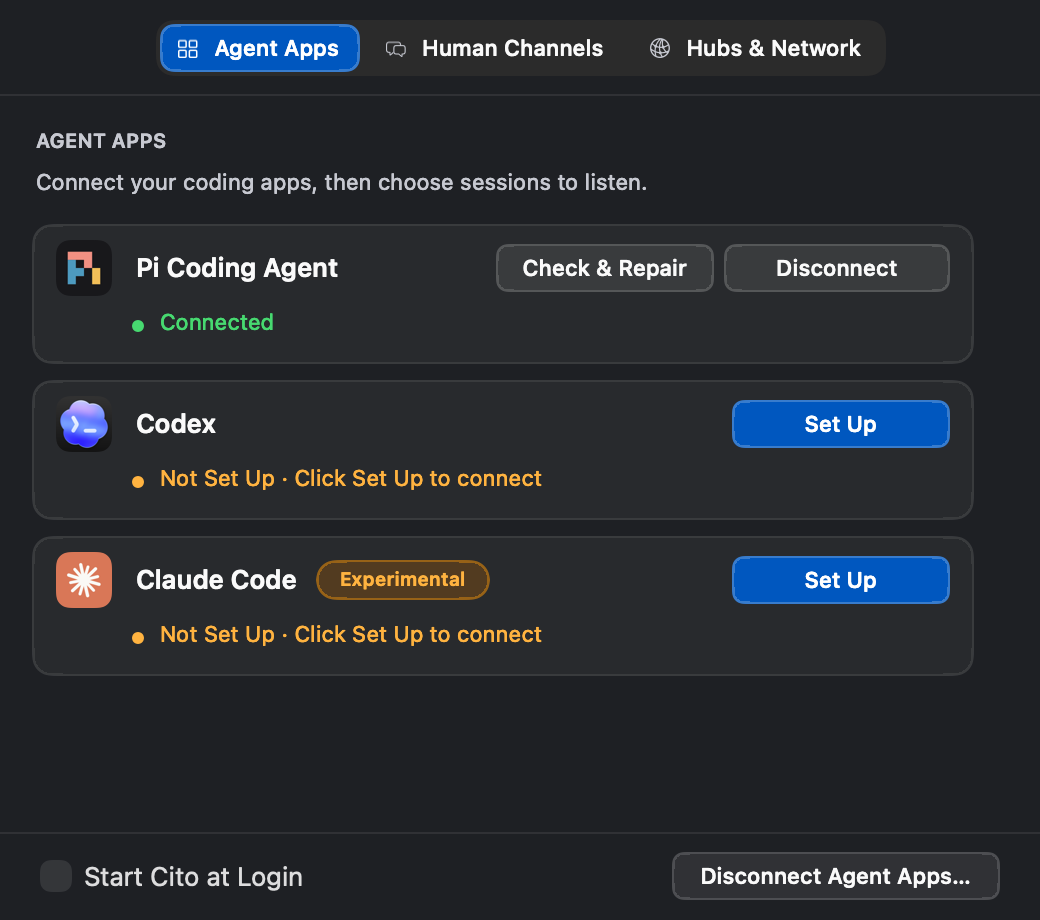 Agent Apps
Human Channels
Hubs & Network
AGENT APPS
Connect your coding apps, then choose sessions to listen.
Pi Coding Agent
Check & Repair
Disconnect
Connected
Codex
Set Up
Not Set Up · Click Set Up to connect
Claude Code
Experimental
Set Up
Not Set Up · Click Set Up to connect
Start Cito at Login
Disconnect Agent Apps...